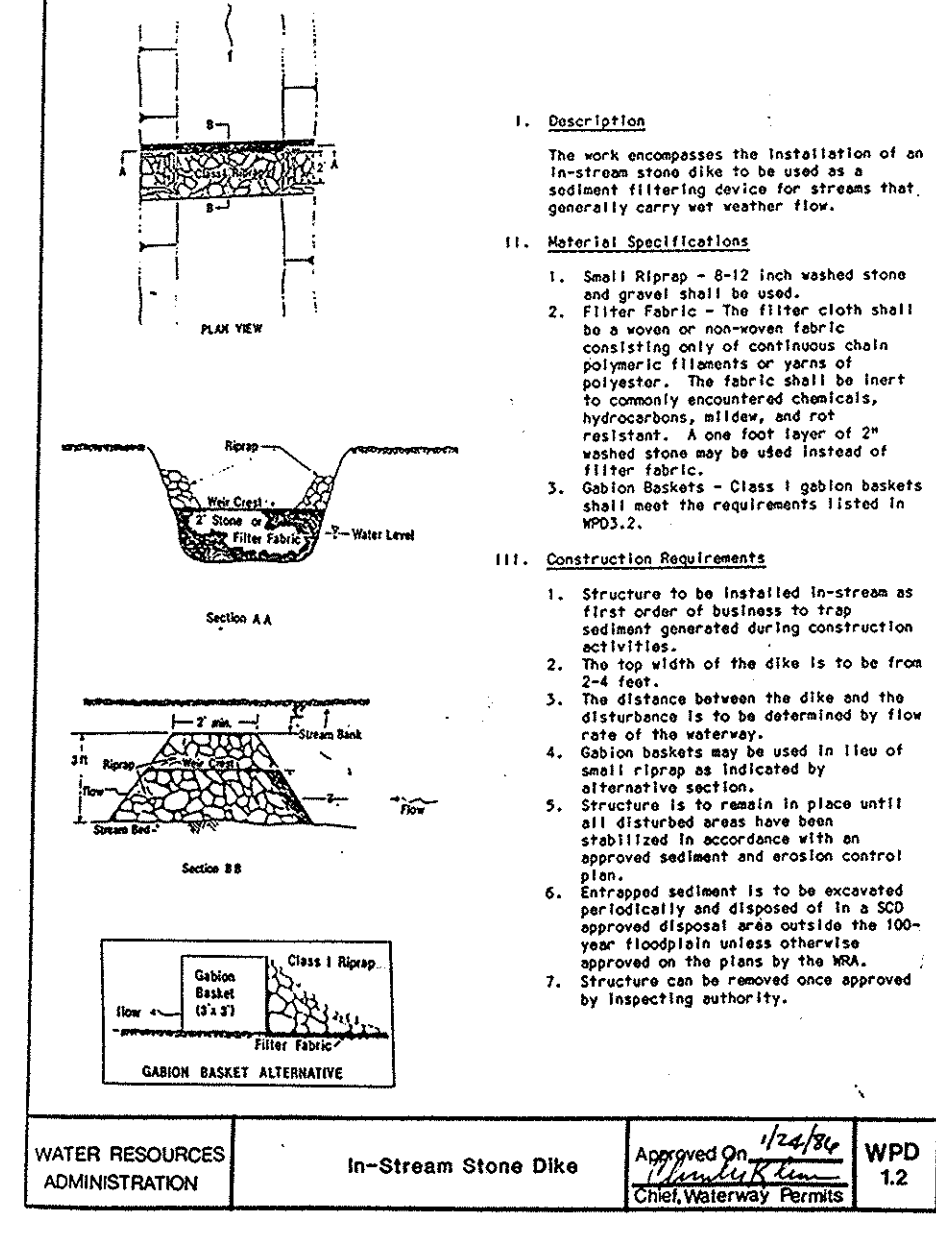 B
A
A
Class I Riprap
2'
B
PLAN VIEW
Riprap
Weir Crest
2" Stone or
Filter Fabric
Water Level
Section AA
2' min.
Stream Bank
3 ft
Riprap
Weir Crest
flow
Flow
Stream Bed
Section BB
Gabion
Basket
(3'x 3')
Class I Riprap
flow
Filter Fabric
GABION BASKET ALTERNATIVE
I. Description
The work encompasses the installation of an
in-stream stone dike to be used as a
sediment filtering device for streams that
generally carry wet weather flow.
II. Material Specifications
1. Small Riprap - 8-12 inch washed stone
and gravel shall be used.
2. Filter Fabric - The filter cloth shall
be a woven or non-woven fabric
consisting only of continuous chain
polymeric filaments or yarns of
polyester. The fabric shall be inert
to commonly encountered chemicals,
hydrocarbons, mildew, and rot
resistant. A one foot layer of 2"
washed stone may be used instead of
filter fabric.
3. Gabion Baskets - Class I gabion baskets
shall meet the requirements listed in
WPD3.2.
III. Construction Requirements
1. Structure to be installed in-stream as
first order of business to trap
sediment generated during construction
activities.
2. The top width of the dike is to be from
2-4 feet.
3. The distance between the dike and the
disturbance is to be determined by flow
rate of the waterway.
4. Gabion baskets may be used in lieu of
small riprap as indicated by
alternative section.
5. Structure is to remain in place until
all disturbed areas have been
stabilized in accordance with an
approved sediment and erosion control
plan.
6. Entrapped sediment is to be excavated
periodically and disposed of in a SCD
approved disposal area outside the 100-
year floodplain unless otherwise
approved on the plans by the WRA.
7. Structure can be removed once approved
by inspecting authority.
WATER RESOURCES
ADMINISTRATION
In-Stream Stone Dike
Approved On 1/24/86
Chief, Waterway Permits
WPD
1.2